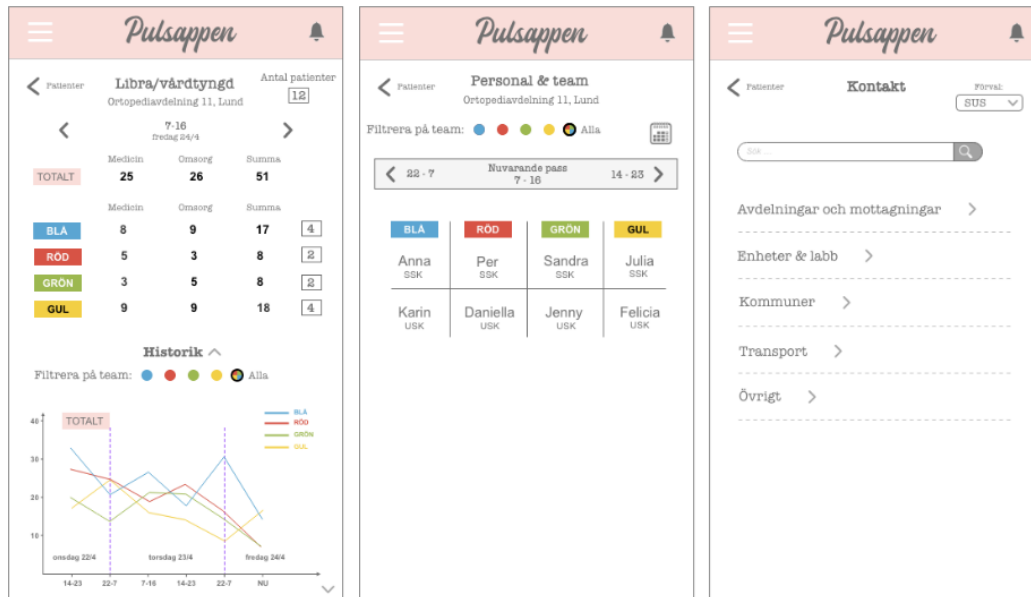 Pulsappen
Patienter
Libra/vårdtyngd
Ortopediavdelning 11, Lund
Antal patienter
12
7-16
fredag 24/4
Medicin Omsorg Summa
TOTALT 25 26 51
Medicin Omsorg Summa
BLÅ 8 9 17 4
RÖD 5 3 8 2
GRÖN 3 5 8 2
GUL 9 9 18 4
Historik
Filtrera på team: Alla
TOTALT
BLÅ
RÖD
GRÖN
GUL
40
30
20
10
onsdag 22/4 torsdag 23/4 fredag 24/4
14-23 22-7 7-16 14-23 22-7 NU
Pulsappen
Patienter
Personal & team
Ortopediavdelning 11, Lund
Filtrera på team: Alla
22 - 7 Nuvarande pass 14 - 23
7 - 16
BLÅ RÖD GRÖN GUL
Anna Per Sandra Julia
SSK SSK SSK SSK
Karin Daniella Jenny Felicia
USK USK USK USK
Pulsappen
Patienter
Kontakt
Förval:
SUS
Sök ...
Avdelningar och mottagningar
Enheter & labb
Kommuner
Transport
Övrigt